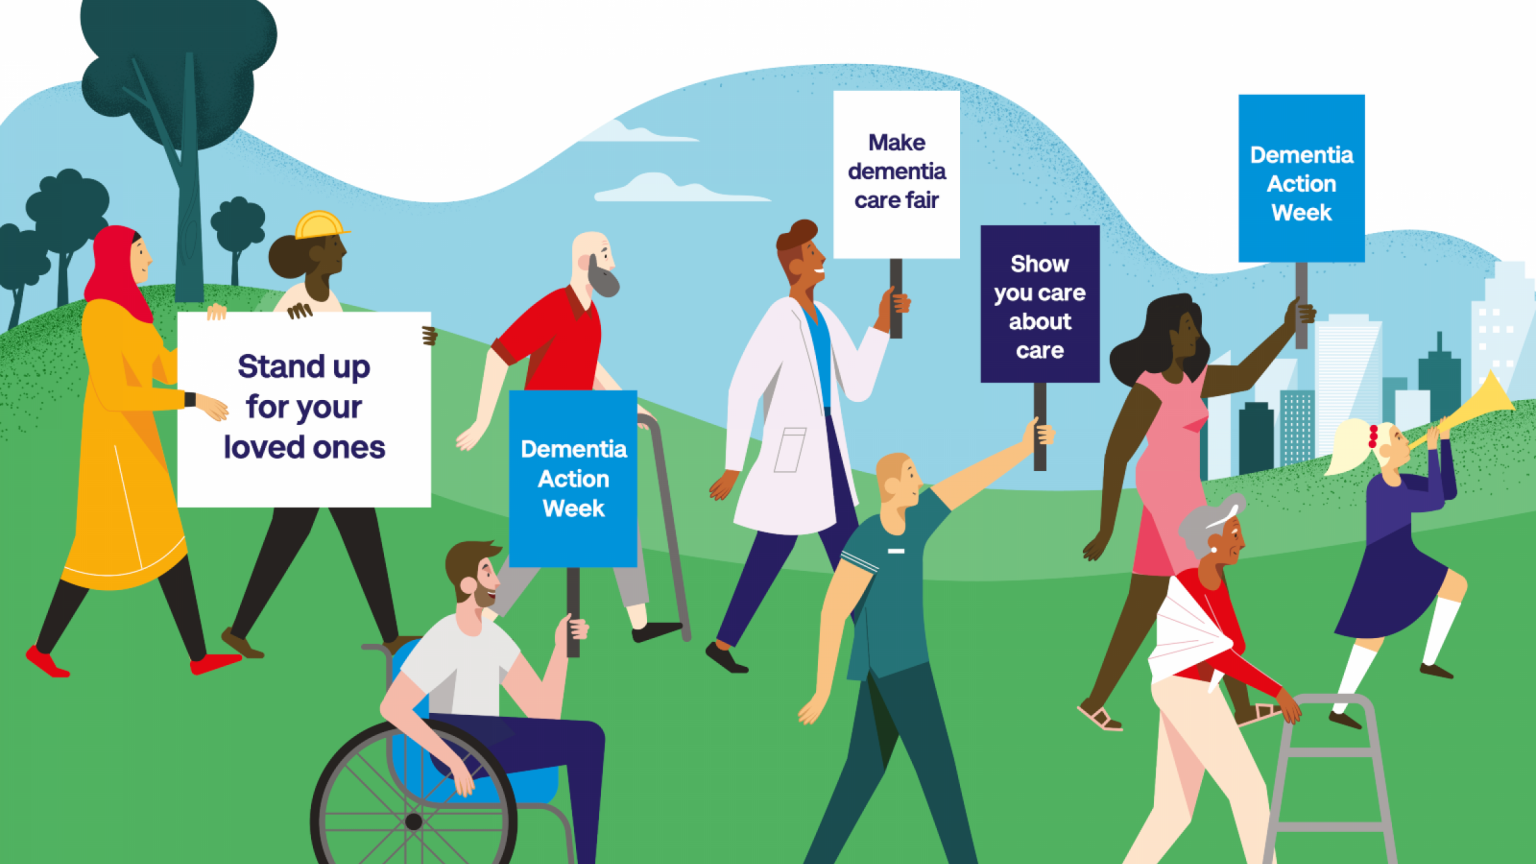 Stand up
for your
loved ones
Dementia
Action
Week
Make
dementia
care fair
Show
you care
about
care
Dementia
Action
Week